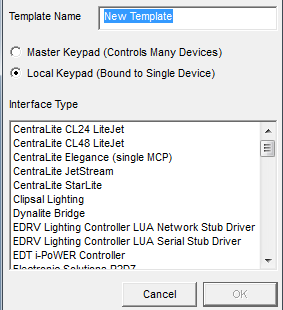 Template Name New Template
Master Keypad (Controls Many Devices)
Local Keypad (Bound to Single Device)
Interface Type
CentraLite CL24 LiteJet
CentraLite CL48 LiteJet
CentraLite Elegance (single MCP)
CentraLite JetStream
CentraLite StarLite
Clipsal Lighting
Dynalite Bridge
EDRV Lighting Controller LUA Network Stub Driver
EDRV Lighting Controller LUA Serial Stub Driver
EDT i-PoWER Controller
Electronic Solutions
Cancel OK